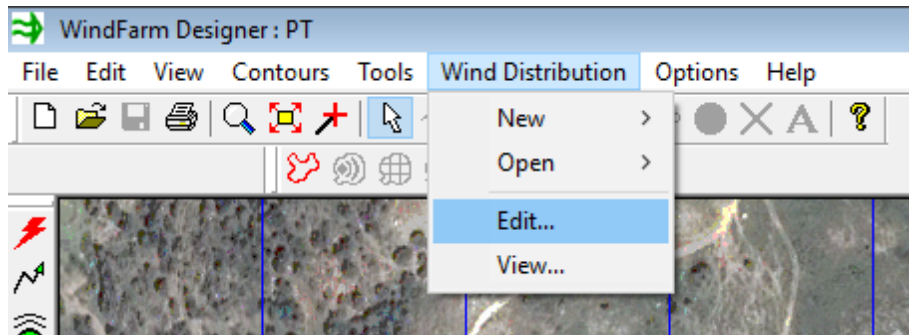 WindFarm Designer : PT
File Edit View Contours Tools Wind Distribution Options Help
New
Open
Edit...
View...